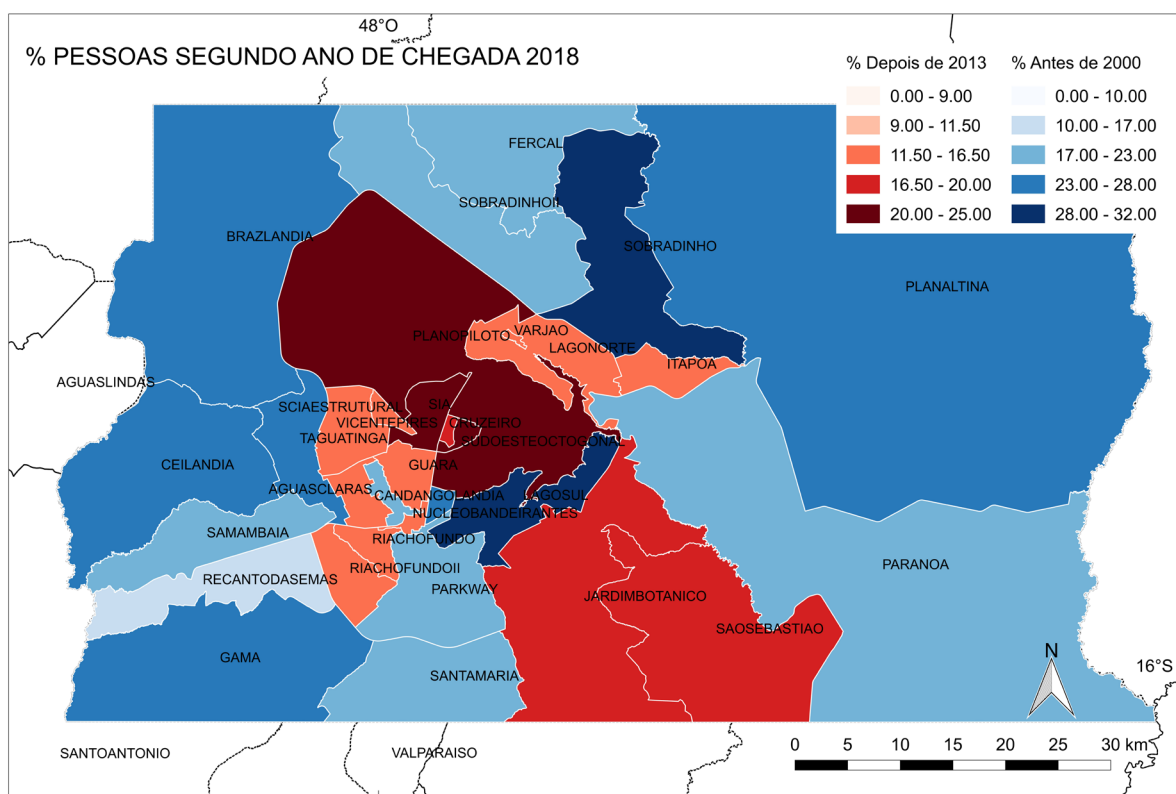 48°O
% PESSOAS SEGUNDO ANO DE CHEGADA 2018
% Depois de 2013
0.00 - 9.00
9.00 - 11.50
11.50 - 16.50
16.50 - 20.00
20.00 - 25.00
% Antes de 2000
0.00 - 10.00
10.00 - 17.00
17.00 - 23.00
23.00 - 28.00
28.00 - 32.00
FERCAL
SOBRADINHOII
BRAZLANDIA
SOBRADINHO
PLANALTINA
PLANOPILOTO
VARJAO
LAGONORTE
ITAPOA
AGUASLINDAS
SCIAESTRUTURAL
SIA
VICENTEPIRES
CRUZEIRO
TAGUATINGA
SUDOESTEOCTOGONAL
CEILANDIA
GUARA
AGUASCLARAS
CANDANGOLANDIA
LAGOSUL
NUCLEOBANDEIRANTES
SAMAMBAIA
RIACHOFUNDO
RECANTODASEMAS
RIACHOFUNDOII
PARANOA
PARKWAY
JARDIMBOTANICO
SAOSEBASTIAO
GAMA
SANTAMARIA
N
16°S
SANTOANTONIO
VALPARAISO
0 5 10 15 20 25 30 km